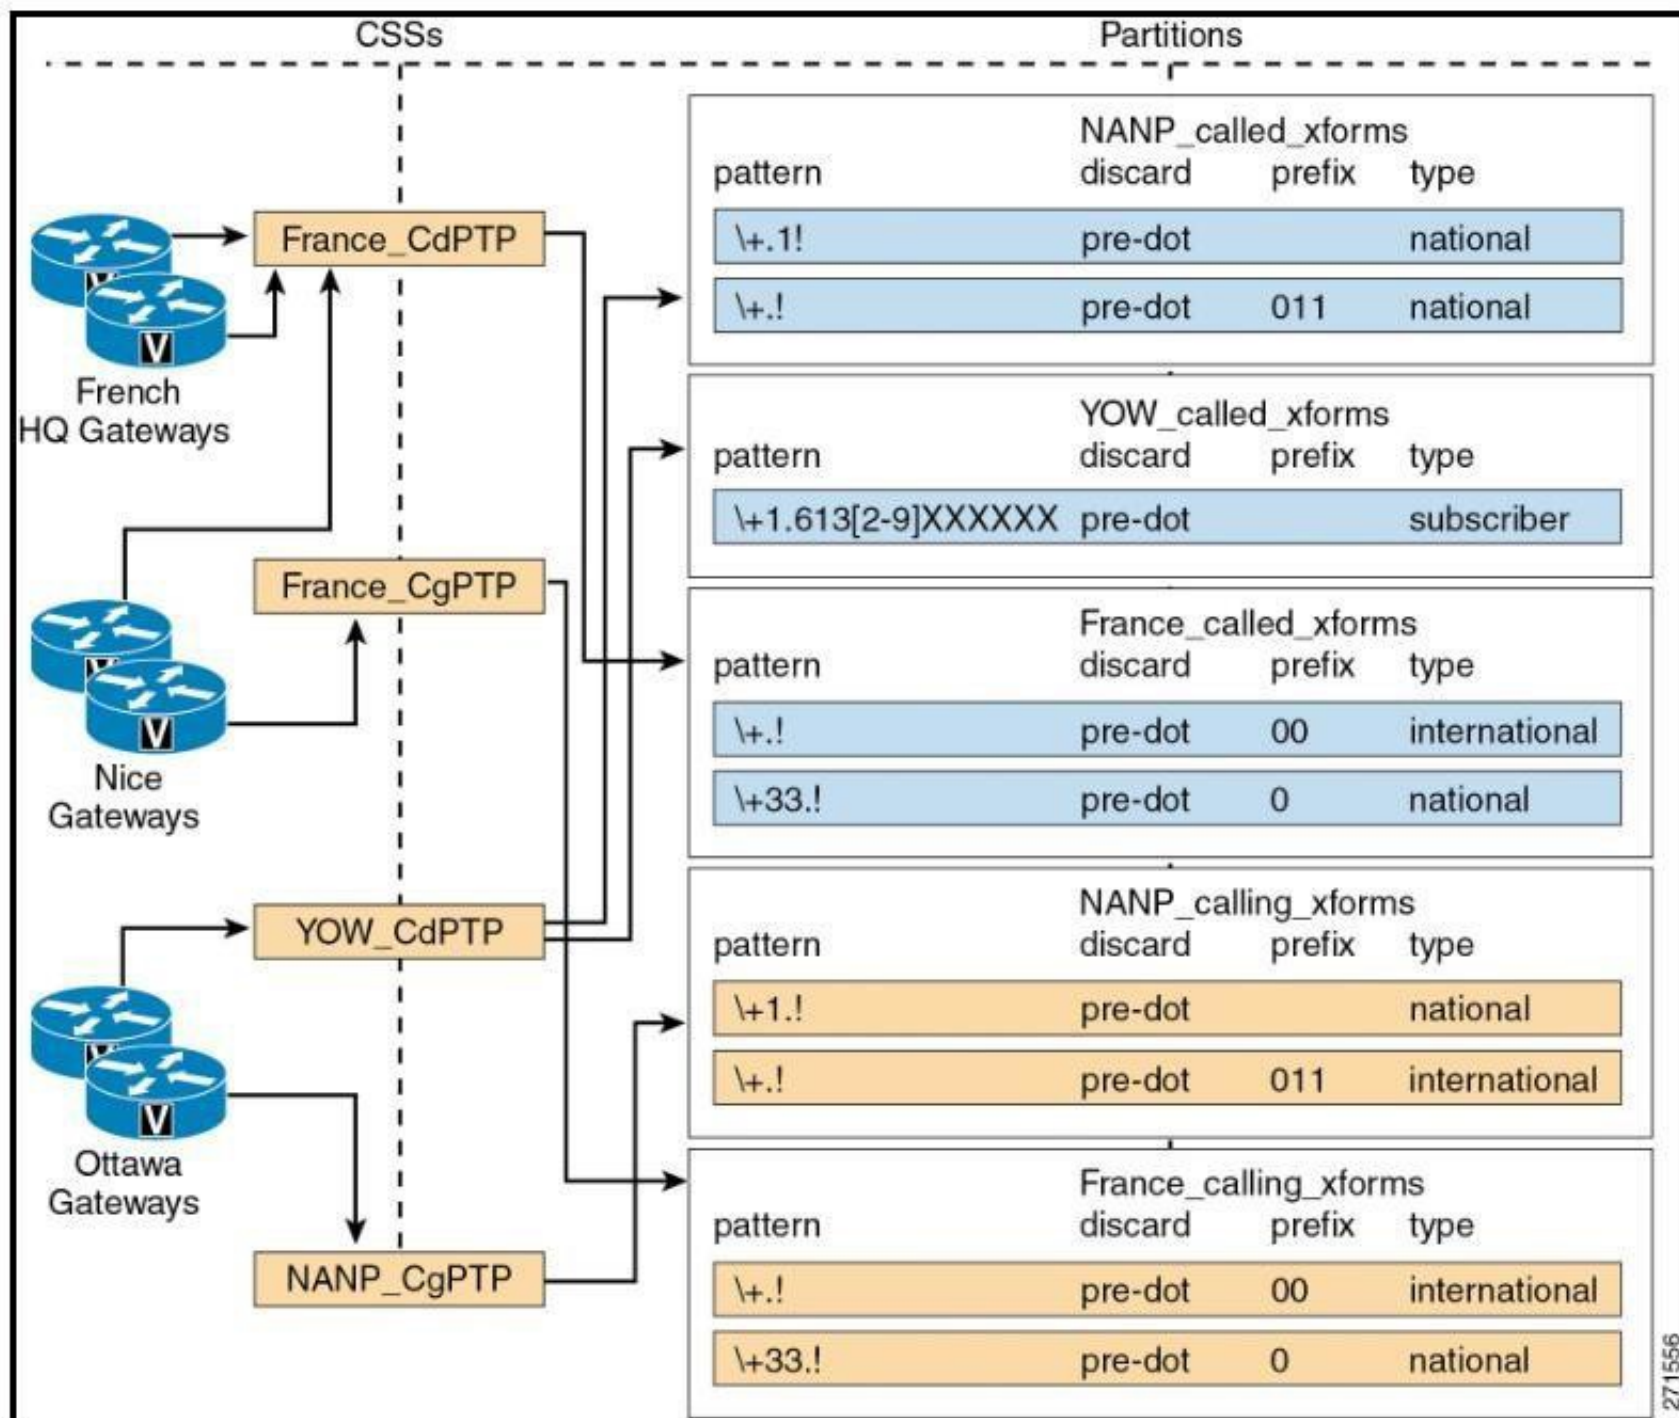 CSSs
Partitions
French
HQ Gateways
V
V
Nice
Gateways
V
V
Ottawa
Gateways
V
V
France_CdPTP
France_CgPTP
YOW_CdPTP
NANP_CgPTP
NANP_called_xforms
pattern discard prefix type
\+.1! pre-dot national
\+.! pre-dot 011 national
YOW_called_xforms
pattern discard prefix type
\+1.613[2-9]XXXXXX pre-dot subscriber
France_called_xforms
pattern discard prefix type
\+.! pre-dot 00 international
\+33.! pre-dot 0 national
NANP_calling_xforms
pattern discard prefix type
\+1.! pre-dot national
\+.! pre-dot 011 international
France_calling_xforms
pattern discard prefix type
\+.! pre-dot 00 international
\+33.! pre-dot 0 national
271556